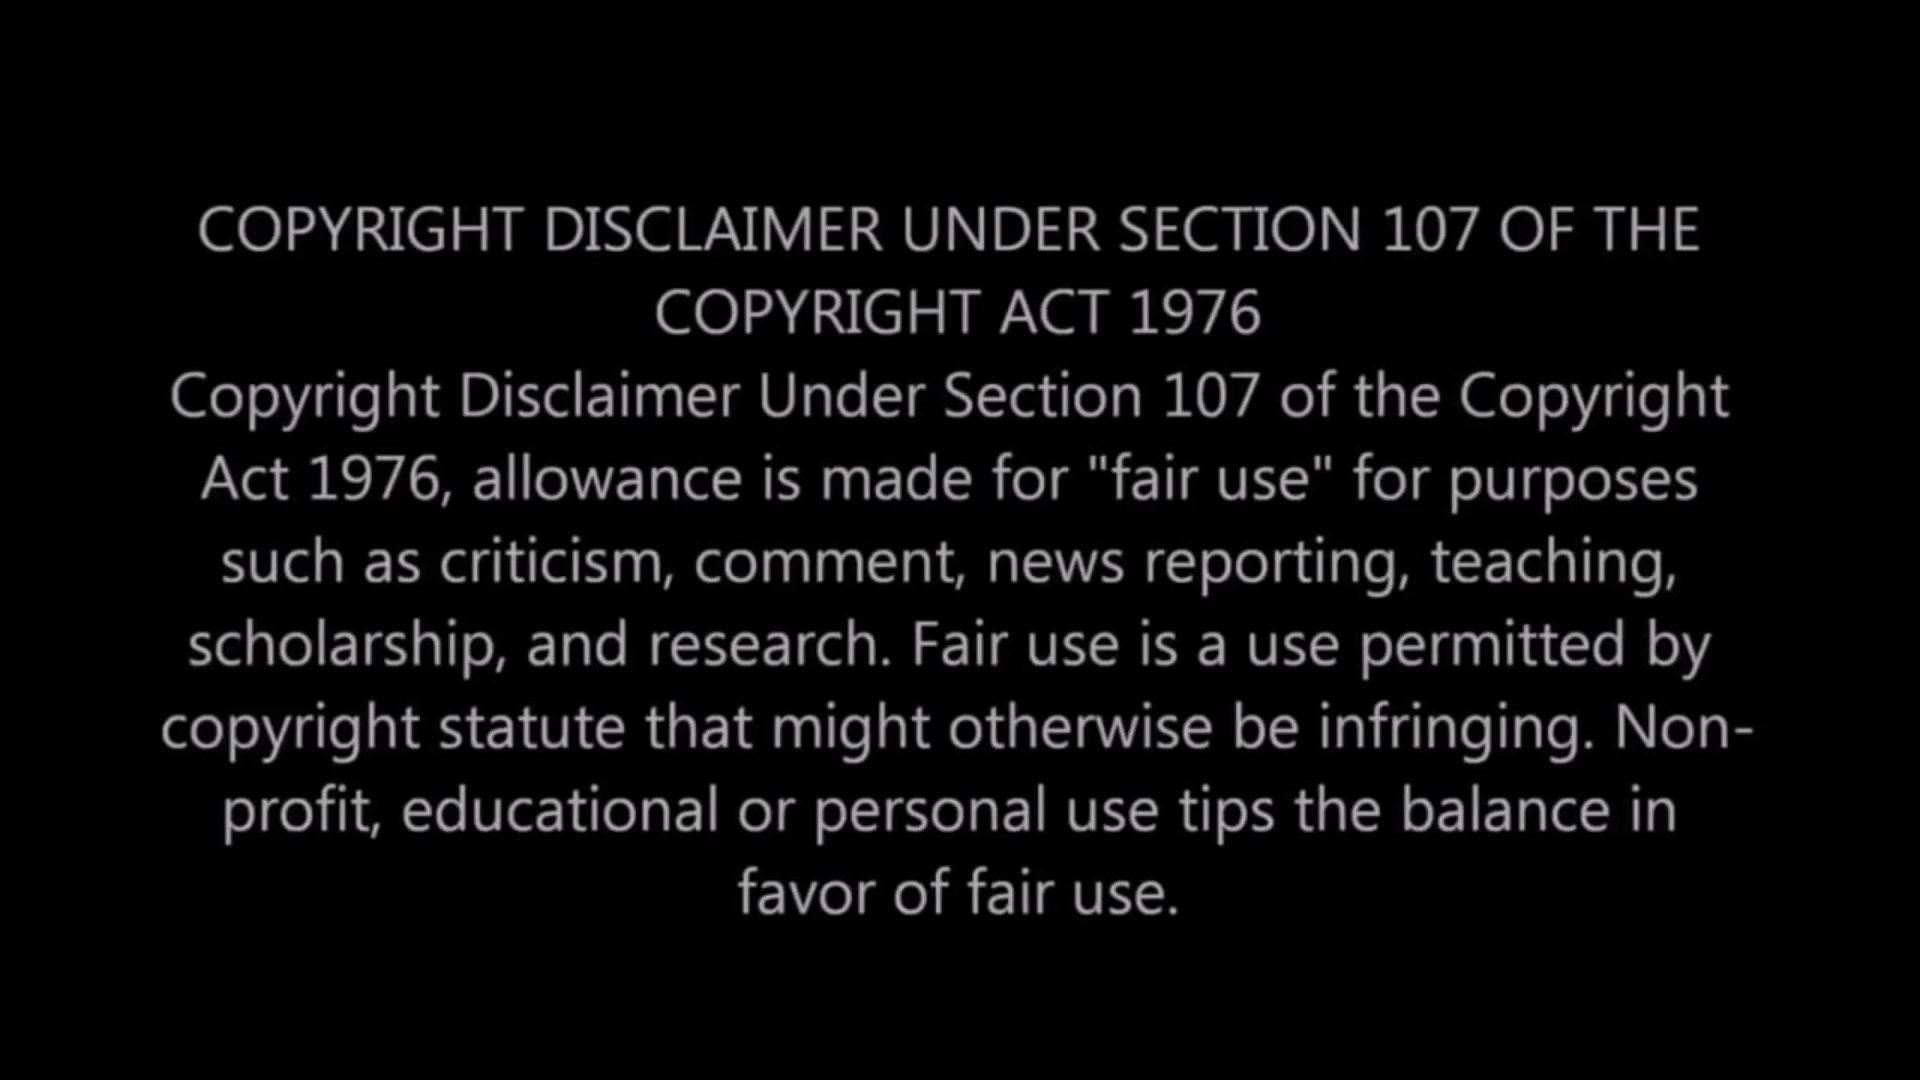 COPYRIGHT DISCLAIMER UNDER SECTION 107 OF THE
COPYRIGHT ACT 1976
Copyright Disclaimer Under Section 107 of the Copyright
Act 1976, allowance is made for "fair use" for purposes
such as criticism, comment, news reporting, teaching,
scholarship, and research. Fair use is a use permitted by
copyright statute that might otherwise be infringing. Non-
profit, educational or personal use tips the balance in
favor of fair use.